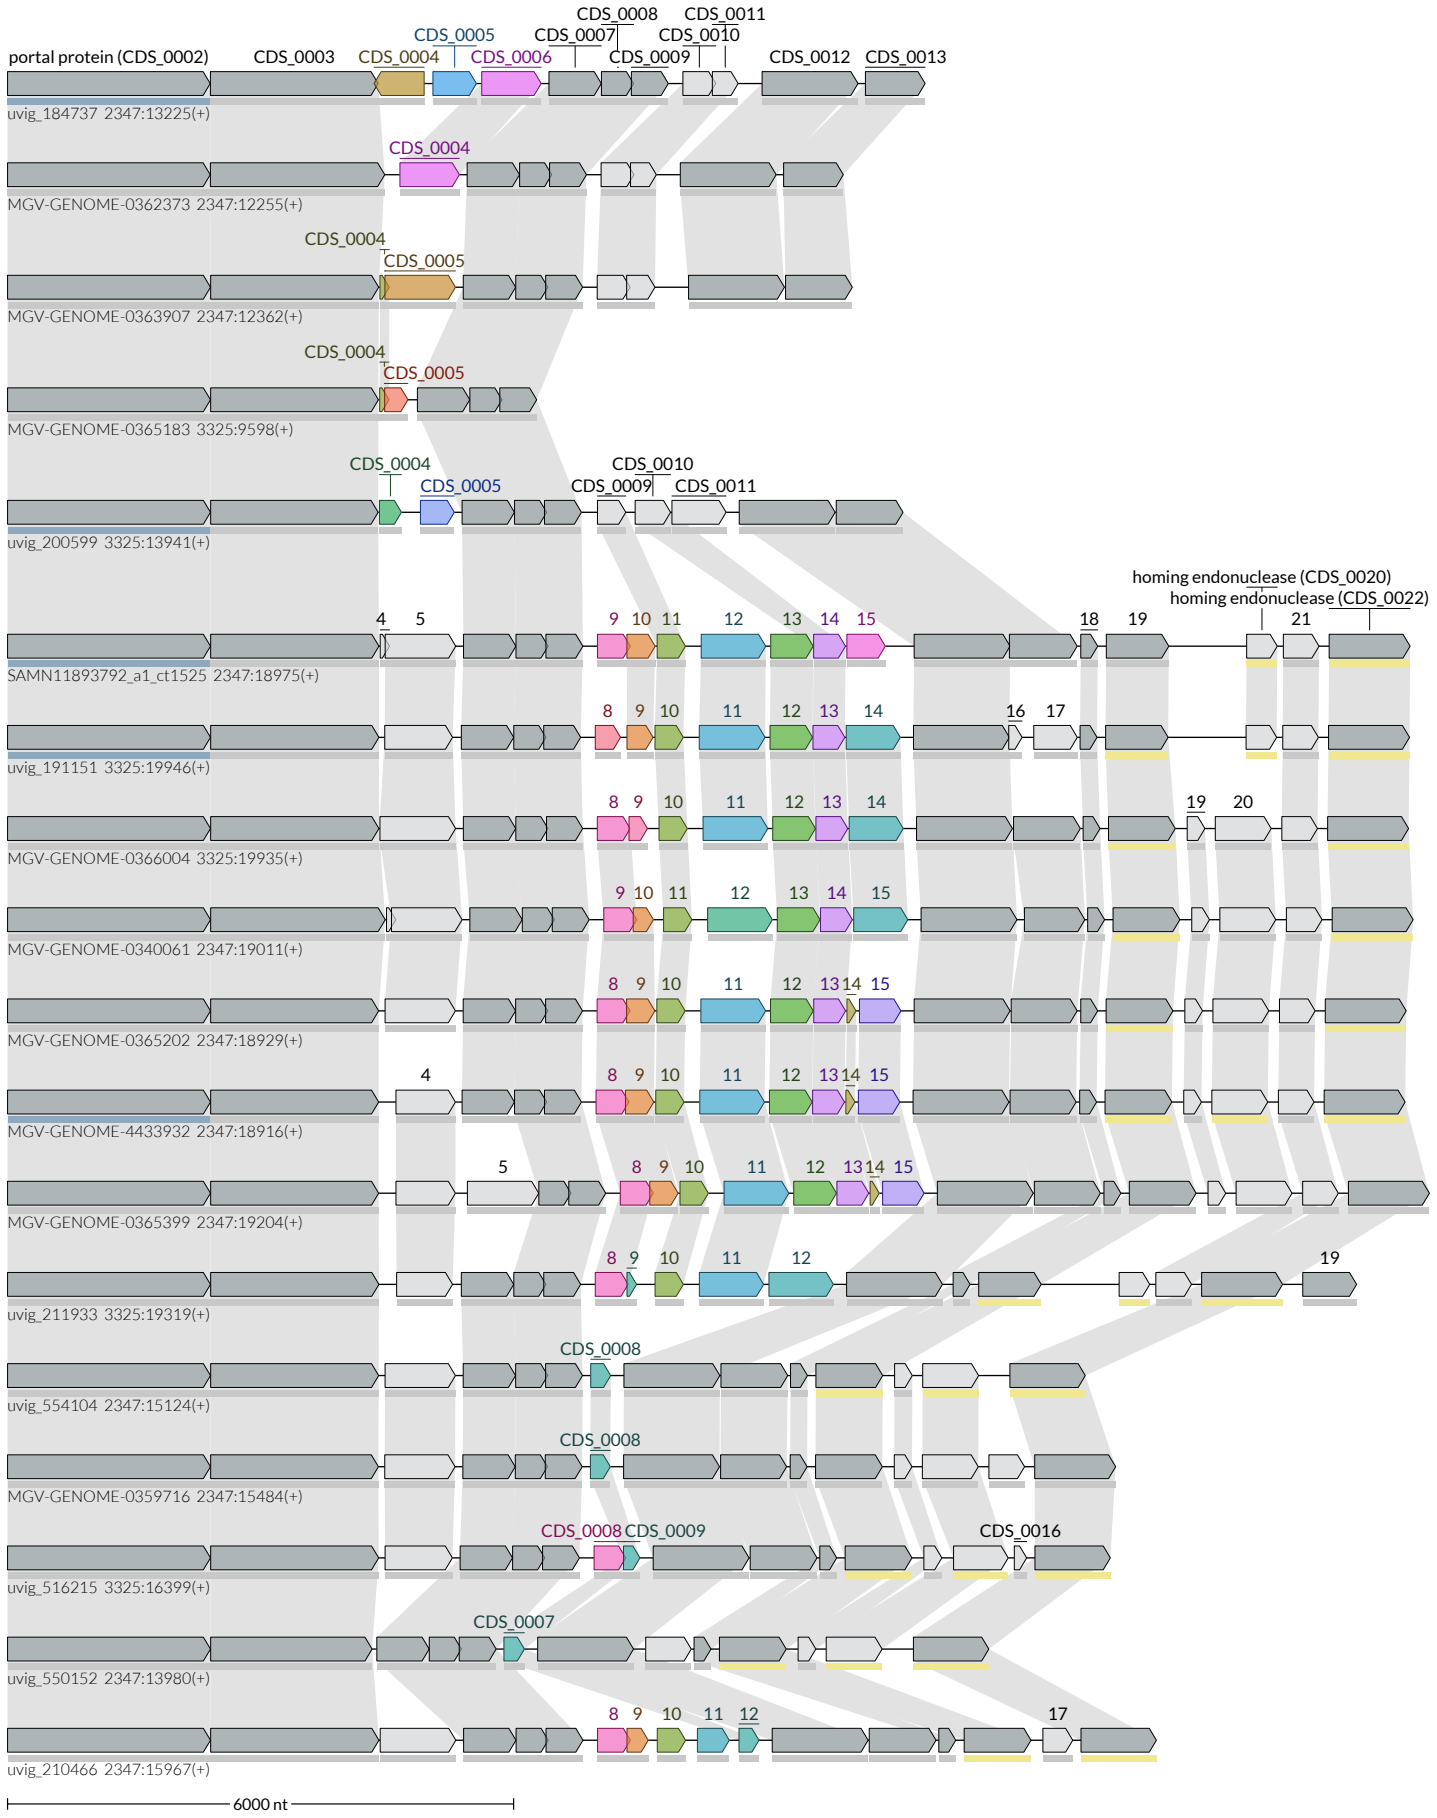 CDS_0008 CDS_0011
CDS_0005 CDS_0007 CDS_0010
portal protein (CDS_0002) CDS_0003 CDS_0004 CDS_0006 CDS_0009 CDS_0012 CDS_0013
uvig_184737 2347:13225(+)
CDS_0004
MGV-GENOME-0362373 2347:12255(+)
CDS_0004
CDS_0005
MGV-GENOME-0363907 2347:12362(+)
CDS_0004
CDS_0005
MGV-GENOME-0365183 3325:9598(+)
CDS_0004 CDS_0010
CDS_0005 CDS_0009 CDS_0011
uvig_200599 3325:13941(+)
homing endonuclease (CDS_0020)
homing endonuclease (CDS_0022)
4 5 9 10 11 12 13 14 15 18 19 21
SAMN11893792_a1_ct1525 2347:18975(+)
8 9 10 11 12 13 14 16 17
uvig_191151 3325:19946(+)
8 9 10 11 12 13 14 19 20
MGV-GENOME-0366004 3325:19935(+)
9 10 11 12 13 14 15
MGV-GENOME-0340061 2347:19011(+)
8 9 10 11 12 13 14 15
MGV-GENOME-0365202 2347:18929(+)
4 8 9 10 11 12 13 14 15
MGV-GENOME-4433932 2347:18916(+)
5 8 9 10 11 12 13 14 15
MGV-GENOME-0365399 2347:19204(+)
8 9 10 11 12 19
uvig_211933 3325:19319(+)
CDS_0008
uvig_554104 2347:15124(+)
CDS_0008
MGV-GENOME-0359716 2347:15484(+)
CDS_0008 CDS_0009 CDS_0016
uvig_516215 3325:16399(+)
CDS_0007
uvig_550152 2347:13980(+)
8 9 10 11 12 17
uvig_210466 2347:15967(+)
6000 nt